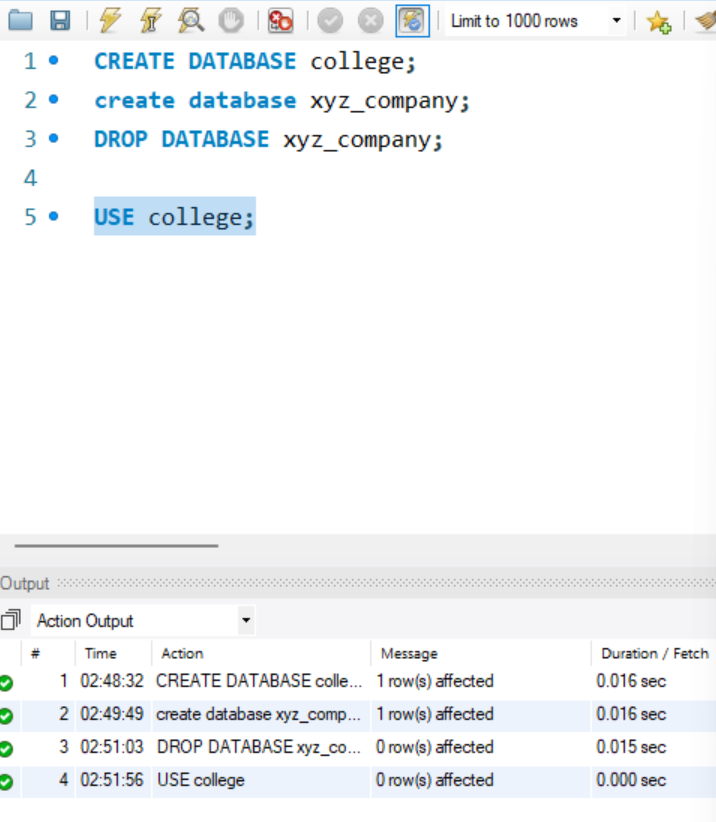 Limit to 1000 rows
1 CREATE DATABASE college;
2 create database xyz_company;
3 DROP DATABASE xyz_company;
4
5 USE college;
Output
Action Output
# Time Action Message Duration / Fetch
1 02:48:32 CREATE DATABASE colle... 1 row(s) affected 0.016 sec
2 02:49:49 create database xyz_comp... 1 row(s) affected 0.016 sec
3 02:51:03 DROP DATABASE xyz_co... 0 row(s) affected 0.015 sec
4 02:51:56 USE college 0 row(s) affected 0.000 sec